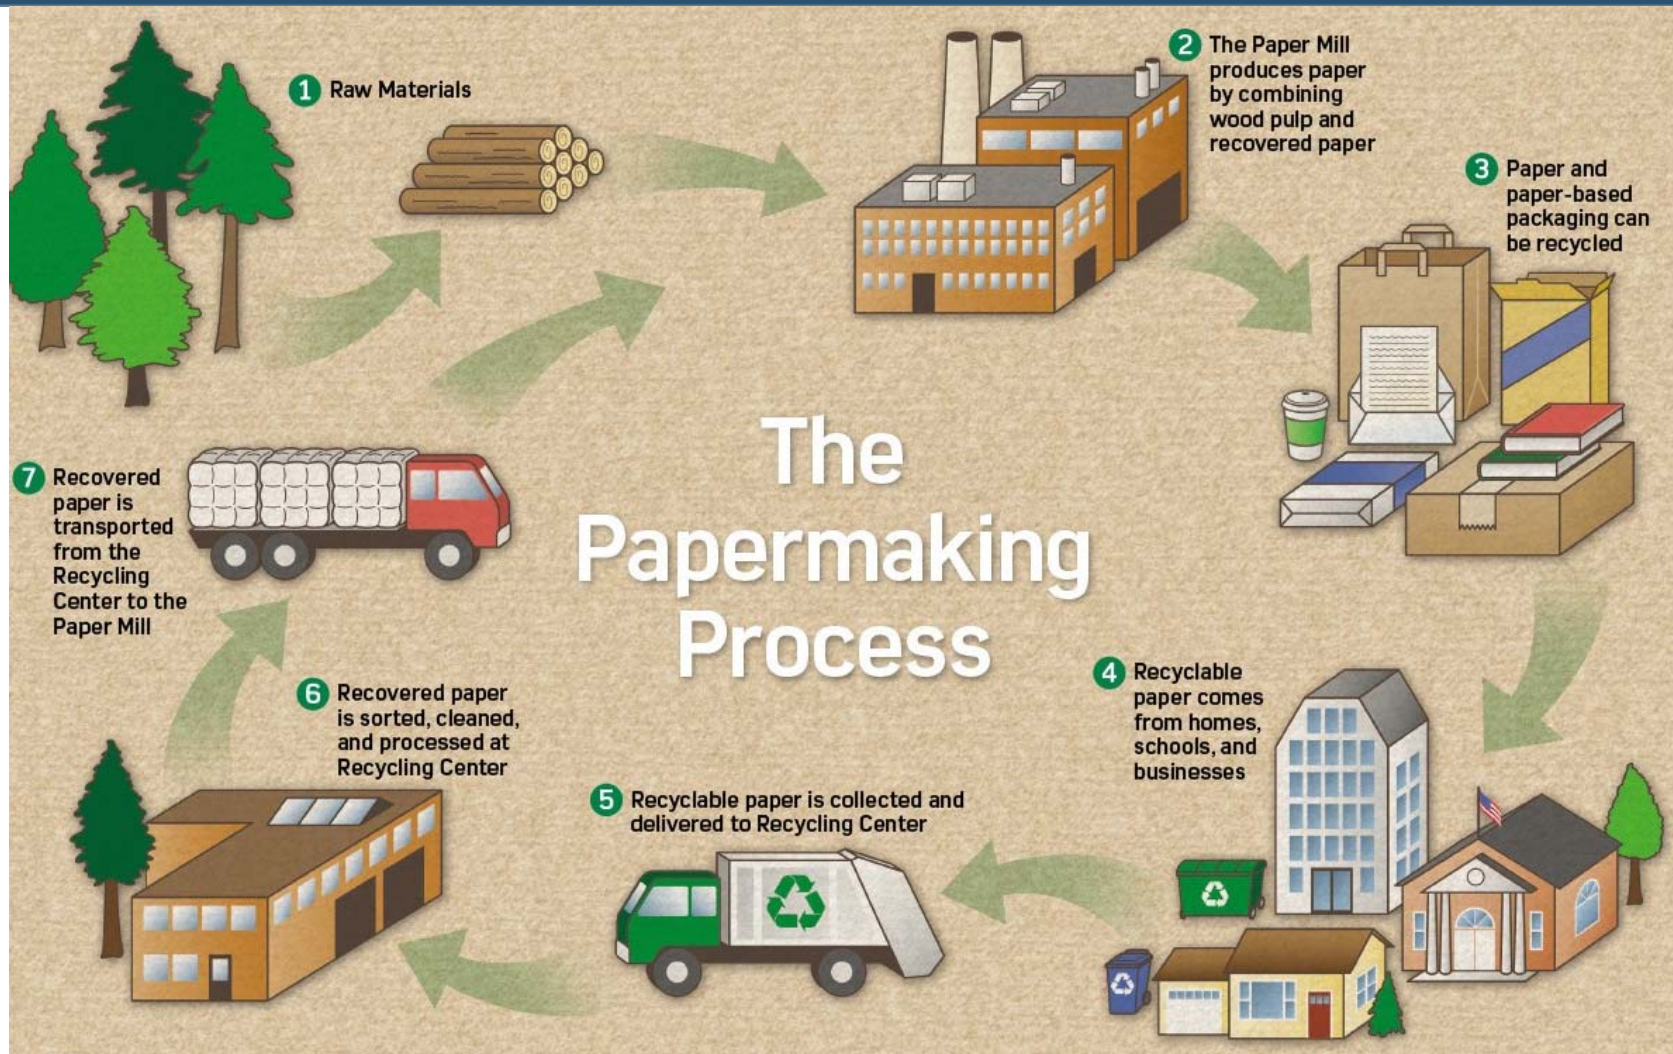 1 Raw Materials
2 The Paper Mill
produces paper
by combining
wood pulp and
recovered paper
3 Paper and
paper-based
packaging can
be recycled
The
Papermaking
Process
4 Recyclable
paper comes
from homes,
schools, and
businesses
5 Recyclable paper is collected and
delivered to Recycling Center
6 Recovered paper
is sorted, cleaned,
and processed at
Recycling Center
7 Recovered
paper is
transported
from the
Recycling
Center to the
Paper Mill